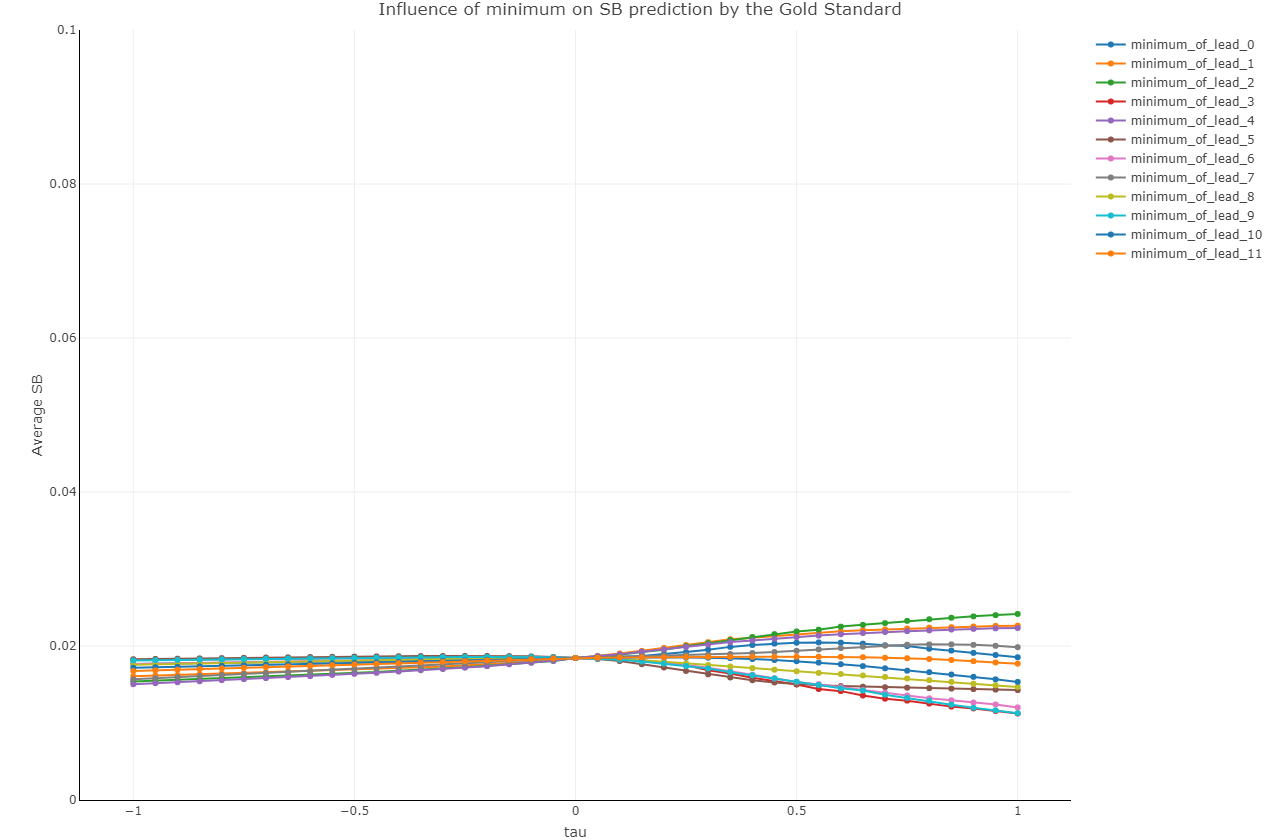 Influence of minimum on SB prediction by the Gold Standard
0.1
0.08
0.06
0.04
0.02
0
Average SB
−1
−0.5
0
0.5
1
tau
minimum_of_lead_0
minimum_of_lead_1
minimum_of_lead_2
minimum_of_lead_3
minimum_of_lead_4
minimum_of_lead_5
minimum_of_lead_6
minimum_of_lead_7
minimum_of_lead_8
minimum_of_lead_9
minimum_of_lead_10
minimum_of_lead_11